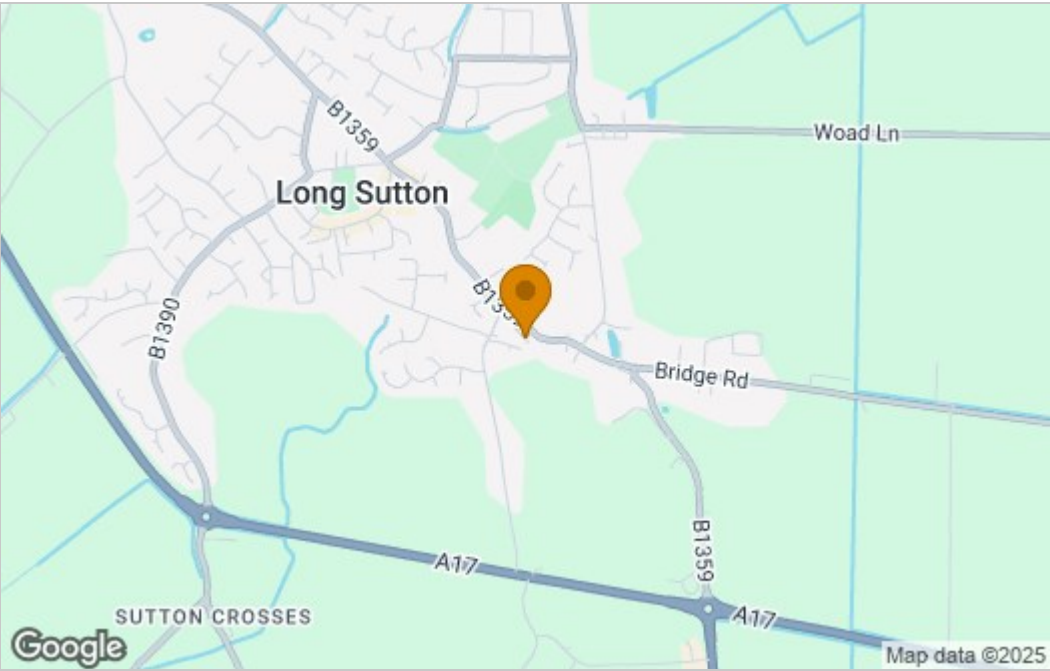 B1359
Woad Ln
Long Sutton
B1390
Bridge Rd
B1359
A17
SUTTON CROSSES
A17
Google
Map data ©2025